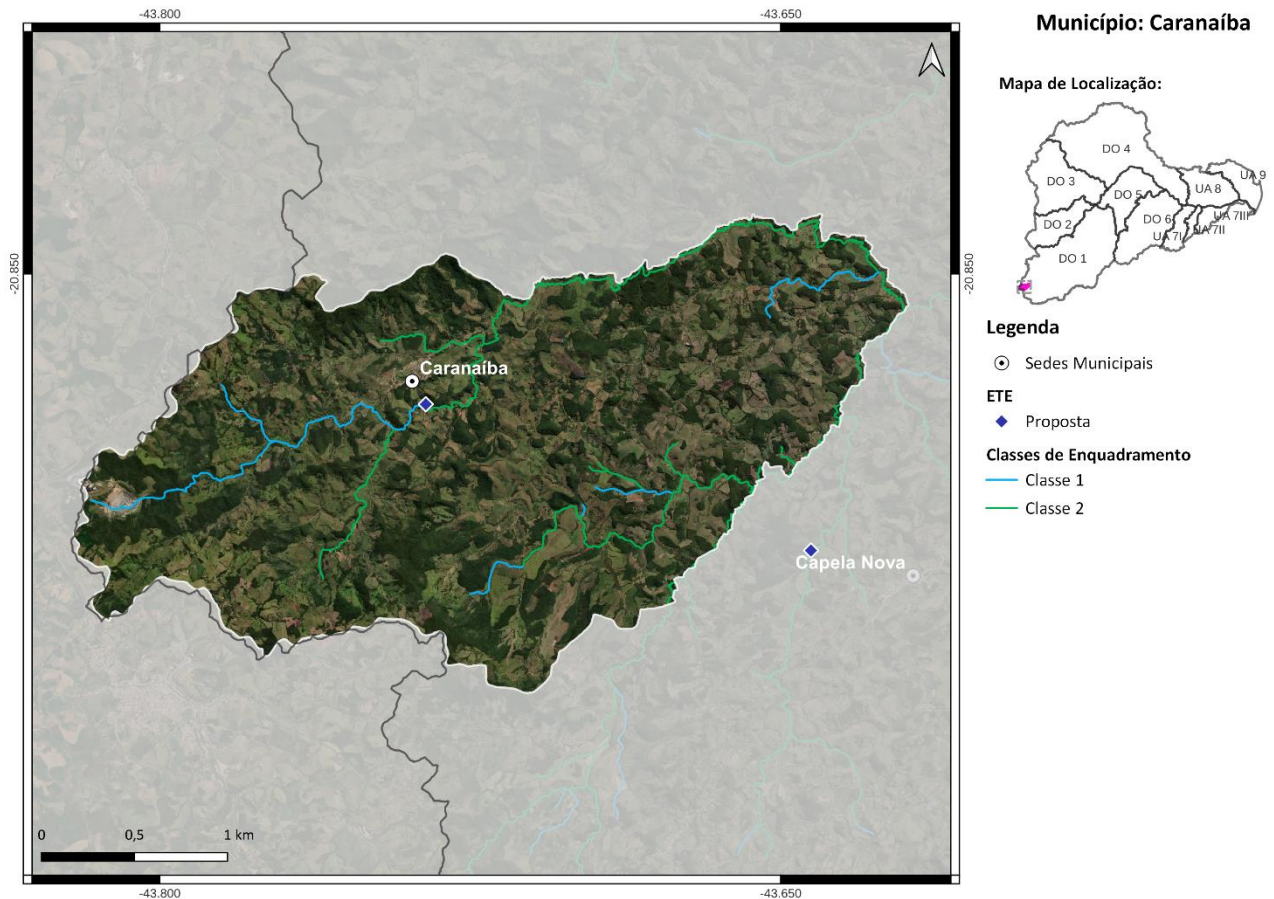 -43.800
-43.650
Município: Caranaíba
Mapa de Localização:
DO 4
DO 3
UA 9
UA 8
DO 5
DO 2
DO 6
UA 7III
UA 7II
UA 7I
DO 1
-20.850
-20.850
Legenda
Sedes Municipais
ETE
Proposta
Classes de Enquadramento
Classe 1
Classe 2
Caranaíba
Capela Nova
0 0,5 1 km
-43.800
-43.650